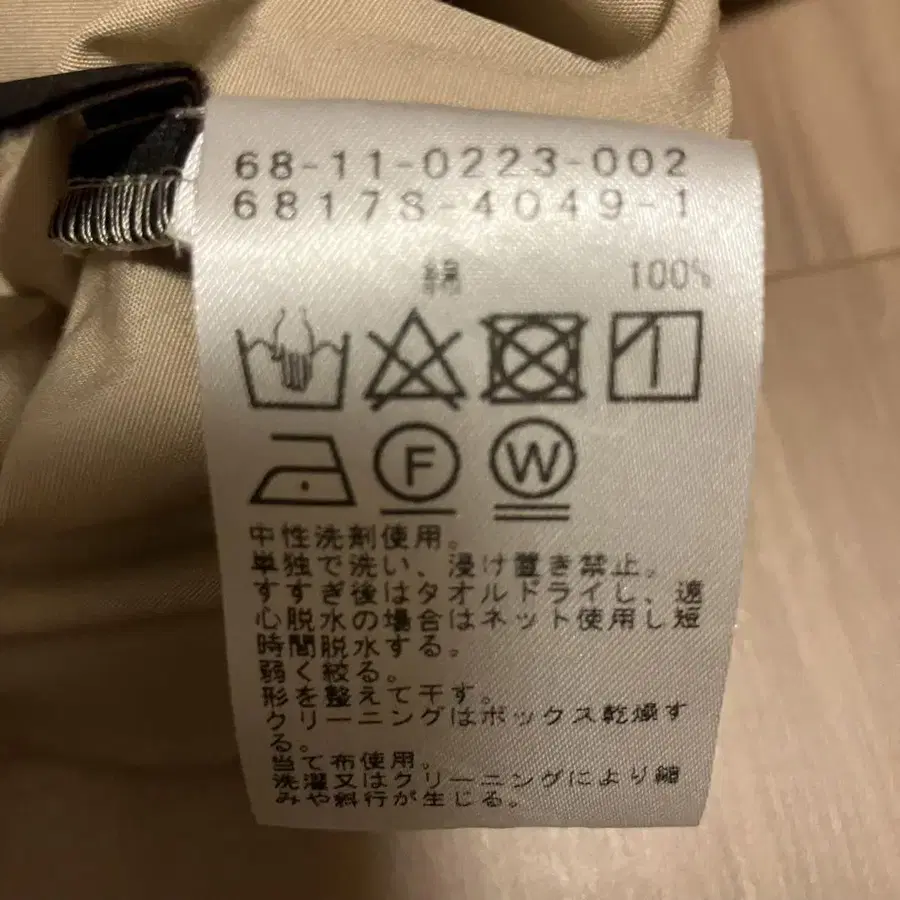 68-11-0223-002
6817S-4049-1
綿 100%
F W
中性洗剤使用。
単独で洗い、浸け置き禁止。
すすぎ後はタオルドライし、遠
心脱水の場合はネット使用し短
時間脱水する。
弱く絞る。
形を整えて干す。
クリーニングはボックス乾燥す
る。
当て布使用。
洗濯又はクリーニングにより縮
みや斜行が生じる。